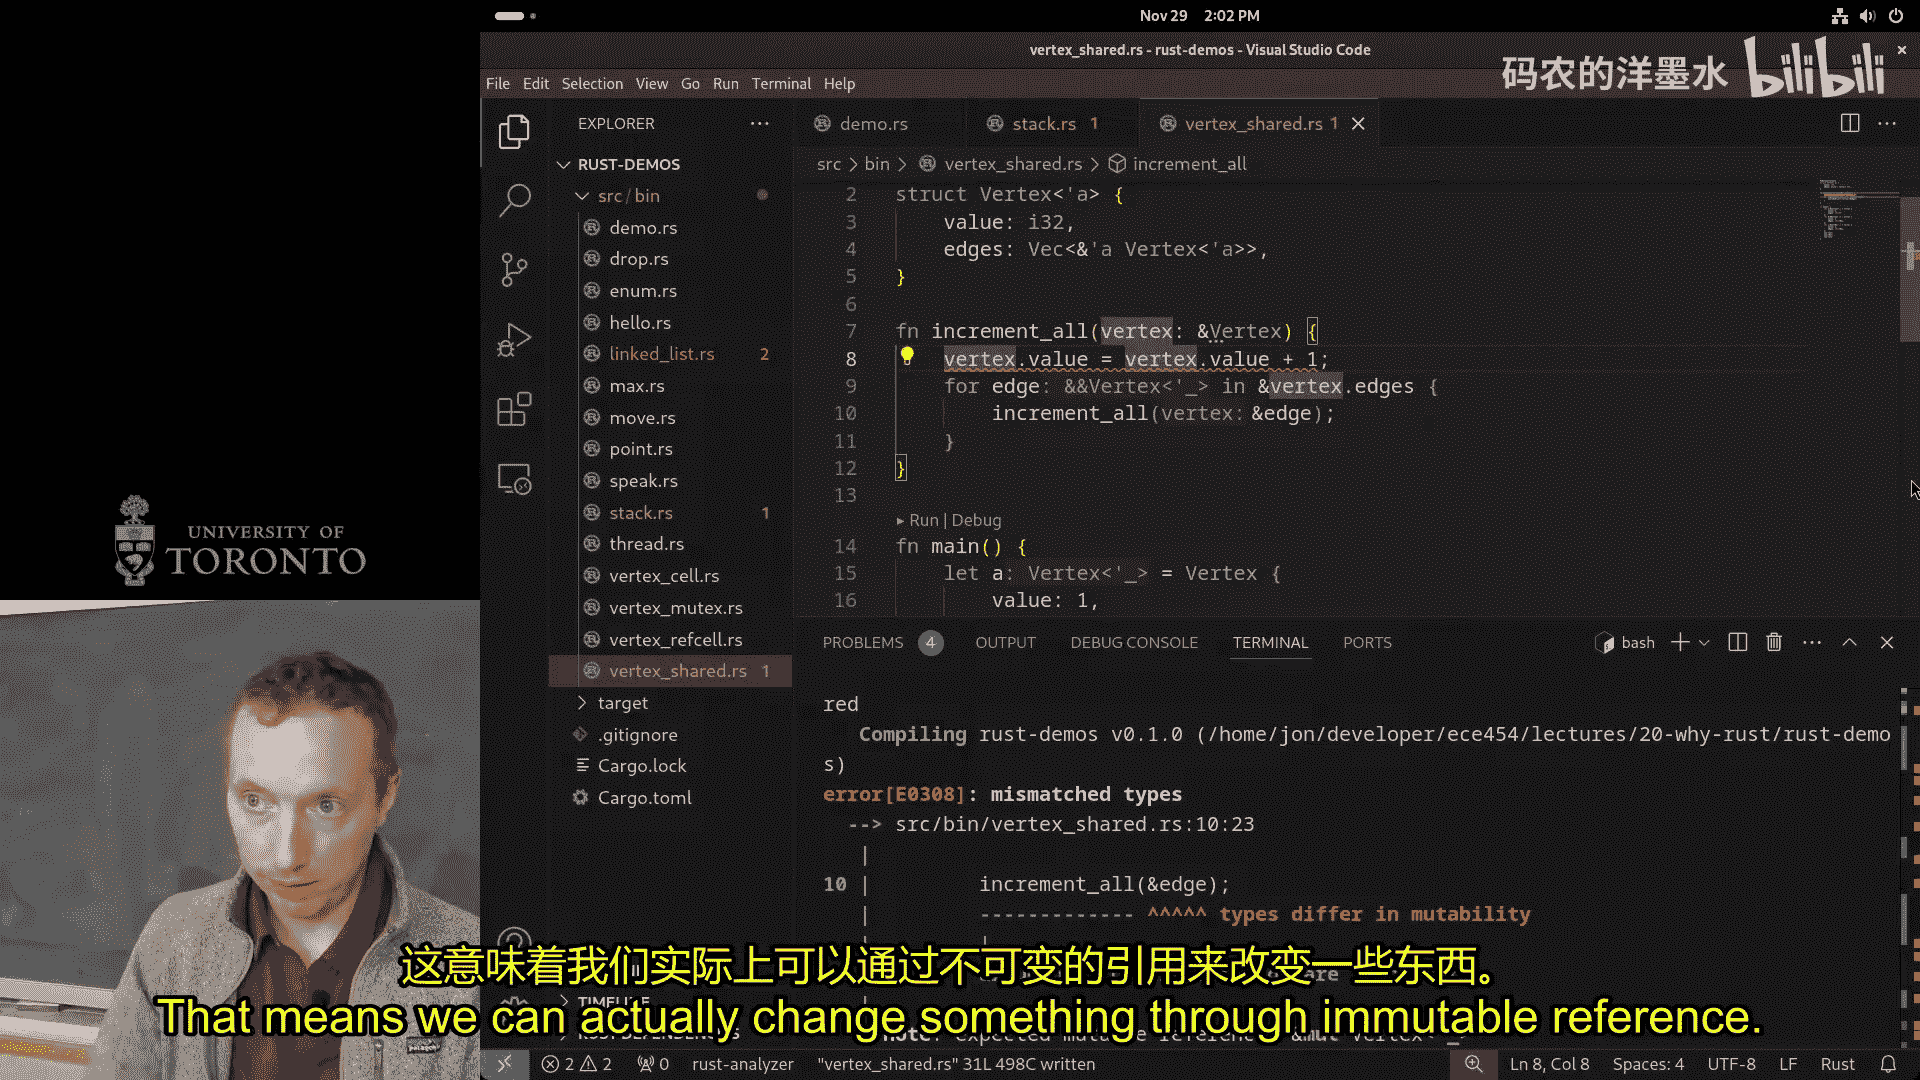 Nov 29 2:02 PM
vertex_shared.rs - rust-demos - Visual Studio Code
码农的洋墨水 bilibili
File Edit Selection View Go Run Terminal Help
EXPLORER
demo.rs
stack.rs 1
vertex_shared.rs 1
RUST-DEMOS
src > bin > vertex_shared.rs > increment_all
src / bin
demo.rs
drop.rs
enum.rs
hello.rs
linked_list.rs 2
max.rs
move.rs
point.rs
speak.rs
stack.rs 1
thread.rs
vertex_cell.rs
vertex_mutex.rs
vertex_refcell.rs
vertex_shared.rs 1
target
.gitignore
Cargo.lock
Cargo.toml
TIMELINE
2 struct Vertex<'a> {
3 value: i32,
4 edges: Vec<&'a Vertex<'a>>,
5 }
6
7 fn increment_all(vertex: &Vertex) {
8 vertex.value = vertex.value + 1;
9 for edge: &&Vertex<'_> in &vertex.edges {
10 increment_all(vertex: &edge);
11 }
12 }
13
▸ Run | Debug
14 fn main() {
15 let a: Vertex<'_> = Vertex {
16 value: 1,
PROBLEMS 4 OUTPUT DEBUG CONSOLE TERMINAL PORTS
bash
red
Compiling rust-demos v0.1.0 (/home/jon/developer/ece454/lectures/20-why-rust/rust-demo
s)
error[E0308]: mismatched types
--> src/bin/vertex_shared.rs:10:23
|
10 | increment_all(&edge);
| ------------- ^^^^^ types differ in mutability
UNIVERSITY OF
TORONTO
patagonia
这意味着我们实际上可以通过不可变的引用来改变一些东西。
That means we can actually change something through immutable reference.
2 2 0 rust-analyzer "vertex_shared.rs" 31L 498C written
Ln 8, Col 8 Spaces: 4 UTF-8 LF Rust